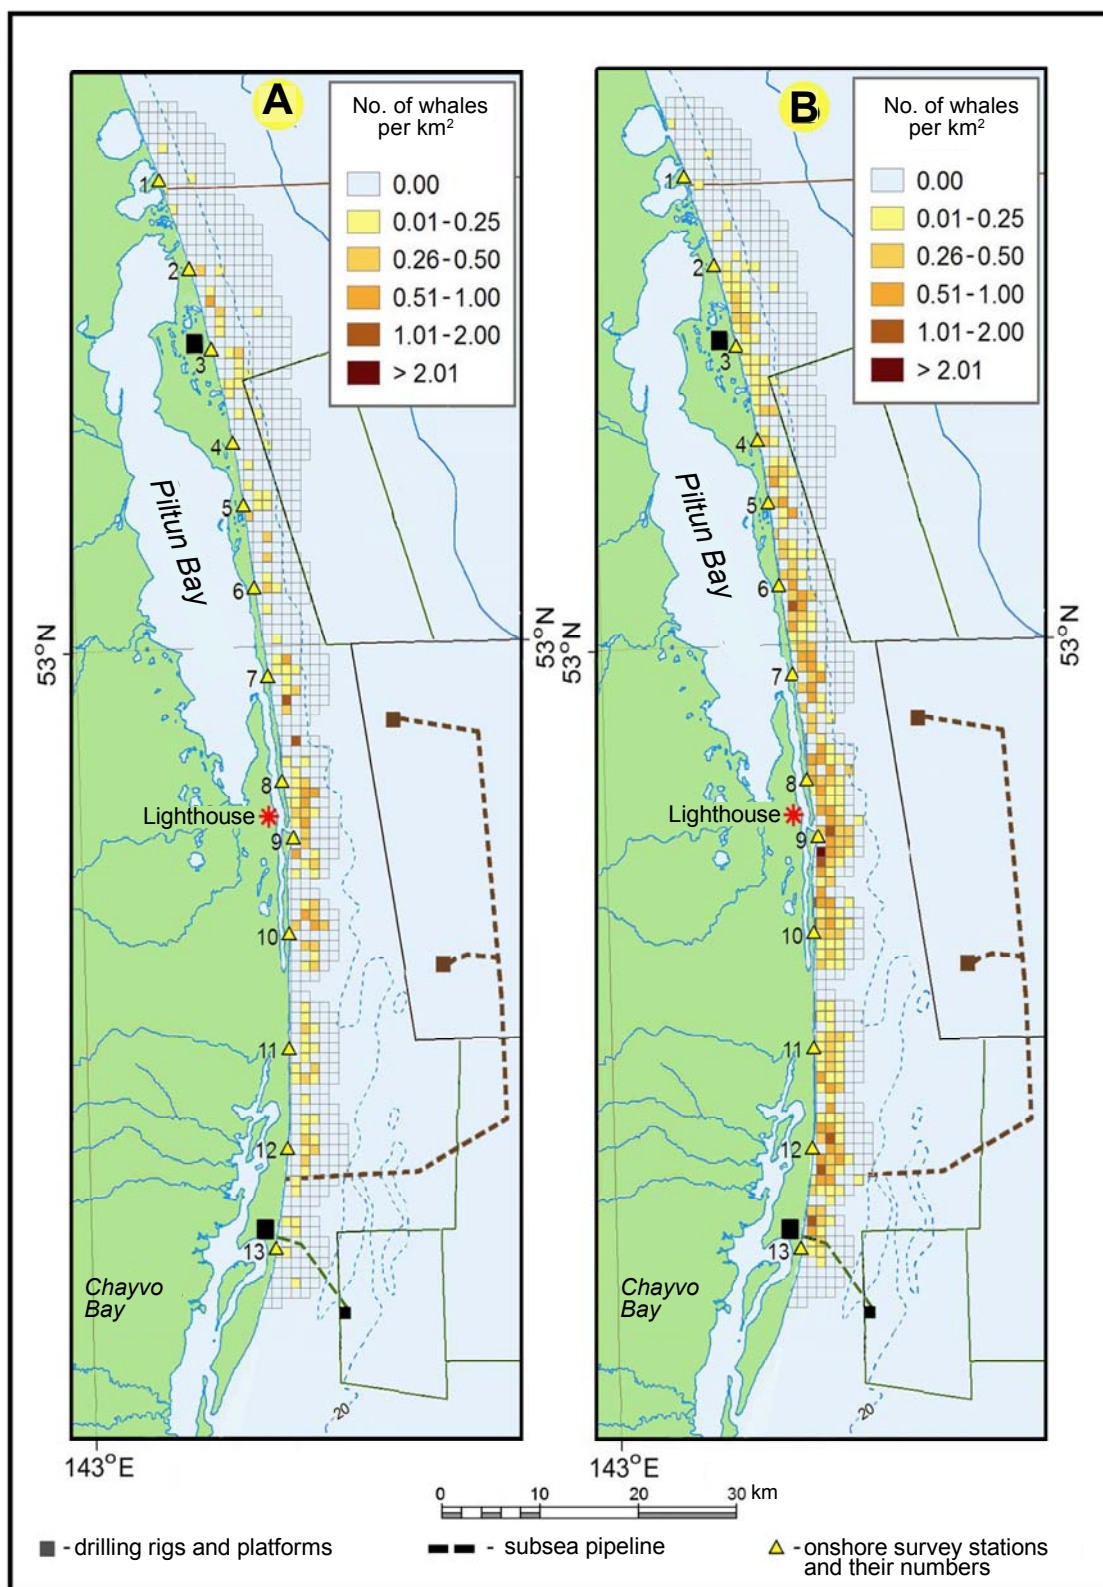 A
No. of whales
per km²
0.00
0.01-0.25
0.26-0.50
0.51-1.00
1.01-2.00
> 2.01
1
2
3
4
5
6
7
8
9
10
11
12
13
Piltun Bay
Lighthouse
Chayvo
Bay
20
53°N
53°N
143°E
B
No. of whales
per km²
0.00
0.01-0.25
0.26-0.50
0.51-1.00
1.01-2.00
> 2.01
1
2
3
4
5
6
7
8
9
10
11
12
13
Piltun Bay
Lighthouse
Chayvo
Bay
20
53°N
53°N
143°E
0 10 20 30 km
- drilling rigs and platforms
- subsea pipeline
- onshore survey stations
and their numbers